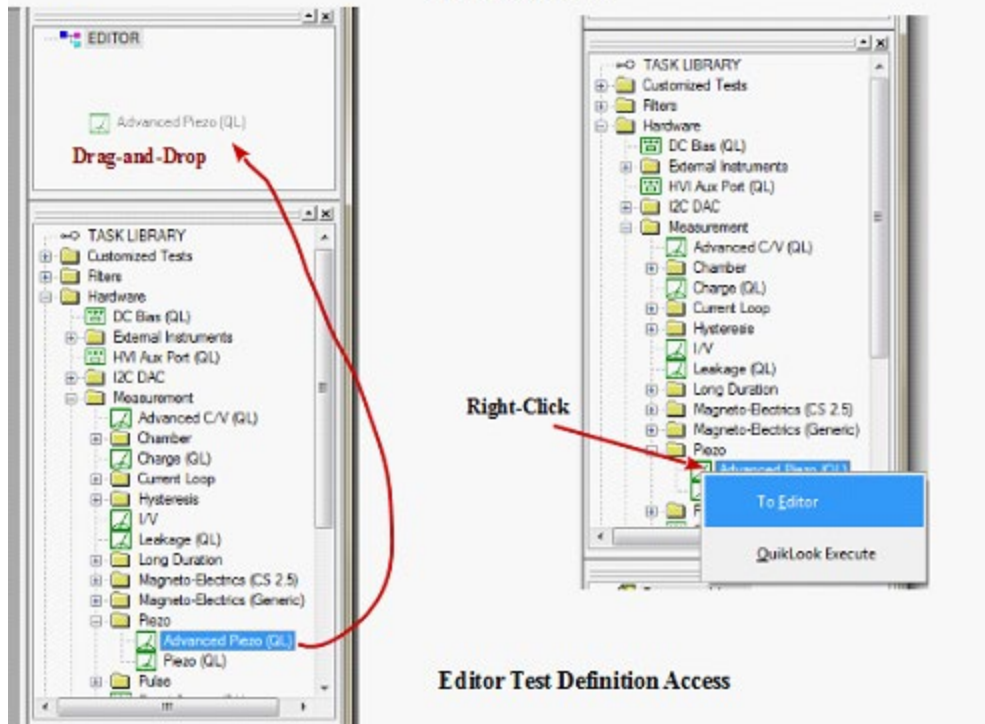 EDITOR
Advanced Piezo (QL)
Drag-and-Drop
TASK LIBRARY
Customized Tests
Filters
Hardware
DC Bias (QL)
External Instruments
HVI Aux Port (QL)
I2C DAC
Measurement
Advanced C/V (QL)
Chamber
Charge (QL)
Current Loop
Hysteresis
I/V
Leakage (QL)
Long Duration
Magneto-Electrics (CS 2.5)
Magneto-Electrics (Generic)
Piezo
Advanced Piezo (QL)
Piezo (QL)
Pulse
TASK LIBRARY
Customized Tests
Filters
Hardware
DC Bias (QL)
External Instruments
HVI Aux Port (QL)
I2C DAC
Measurement
Advanced C/V (QL)
Chamber
Charge (QL)
Current Loop
Hysteresis
I/V
Leakage (QL)
Long Duration
Magneto-Electrics (CS 2.5)
Magneto-Electrics (Generic)
Piezo
Advanced Piezo (QL)
Right-Click
To Editor
QuikLook Execute
Editor Test Definition Access